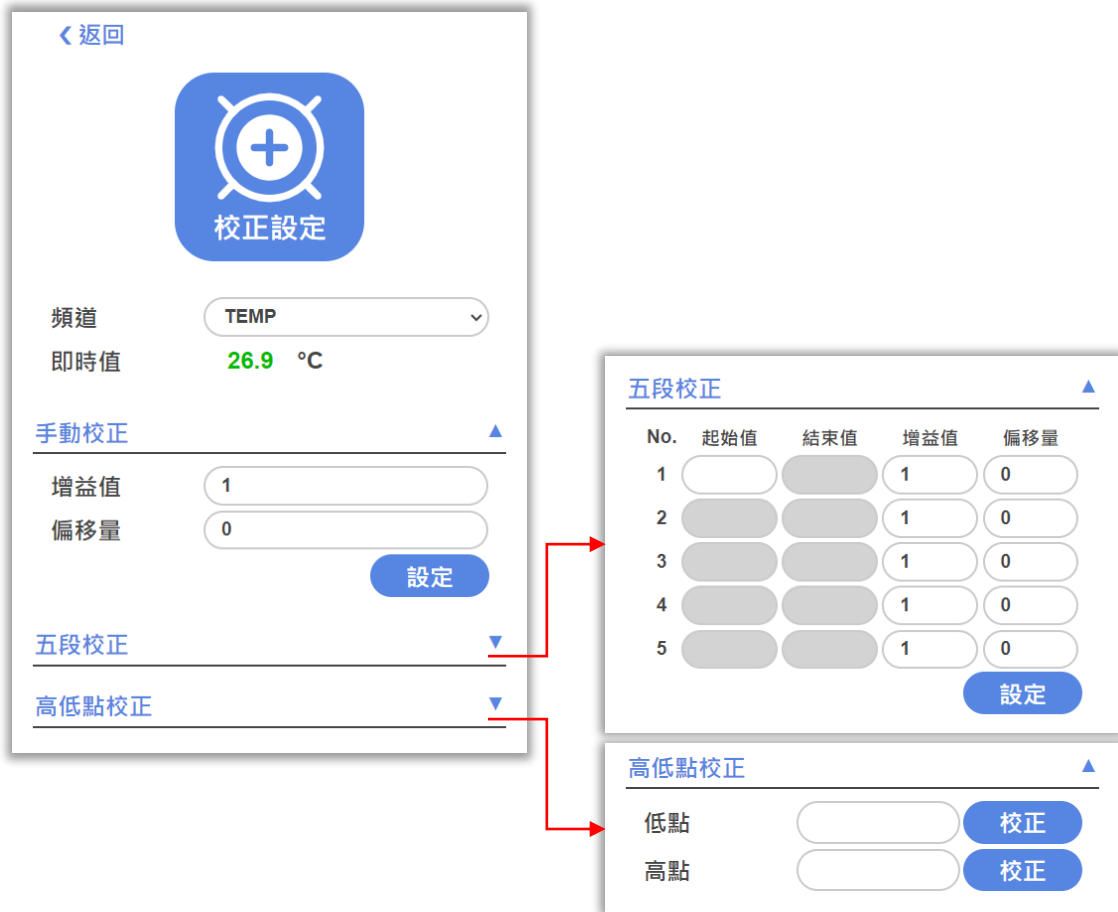 返回
校正設定
頻道 TEMP
即時值 26.9 °C
手動校正 ▲
增益值 1
偏移量 0
設定
五段校正 ▼
高低點校正 ▼
五段校正 ▲
No. 起始值 結束值 增益值 偏移量
1 1 0
2 1 0
3 1 0
4 1 0
5 1 0
設定
高低點校正 ▲
低點 校正
高點 校正